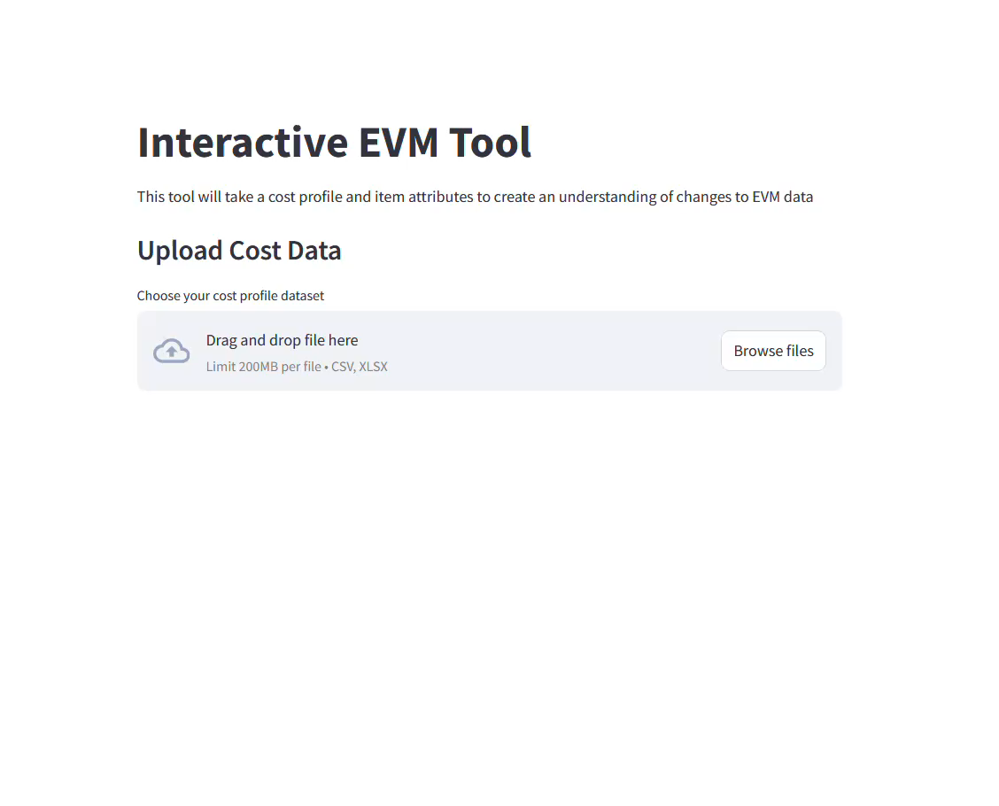 Interactive EVM Tool
This tool will take a cost profile and item attributes to create an understanding of changes to EVM data
Upload Cost Data
Choose your cost profile dataset
Drag and drop file here
Limit 200MB per file • CSV, XLSX
Browse files